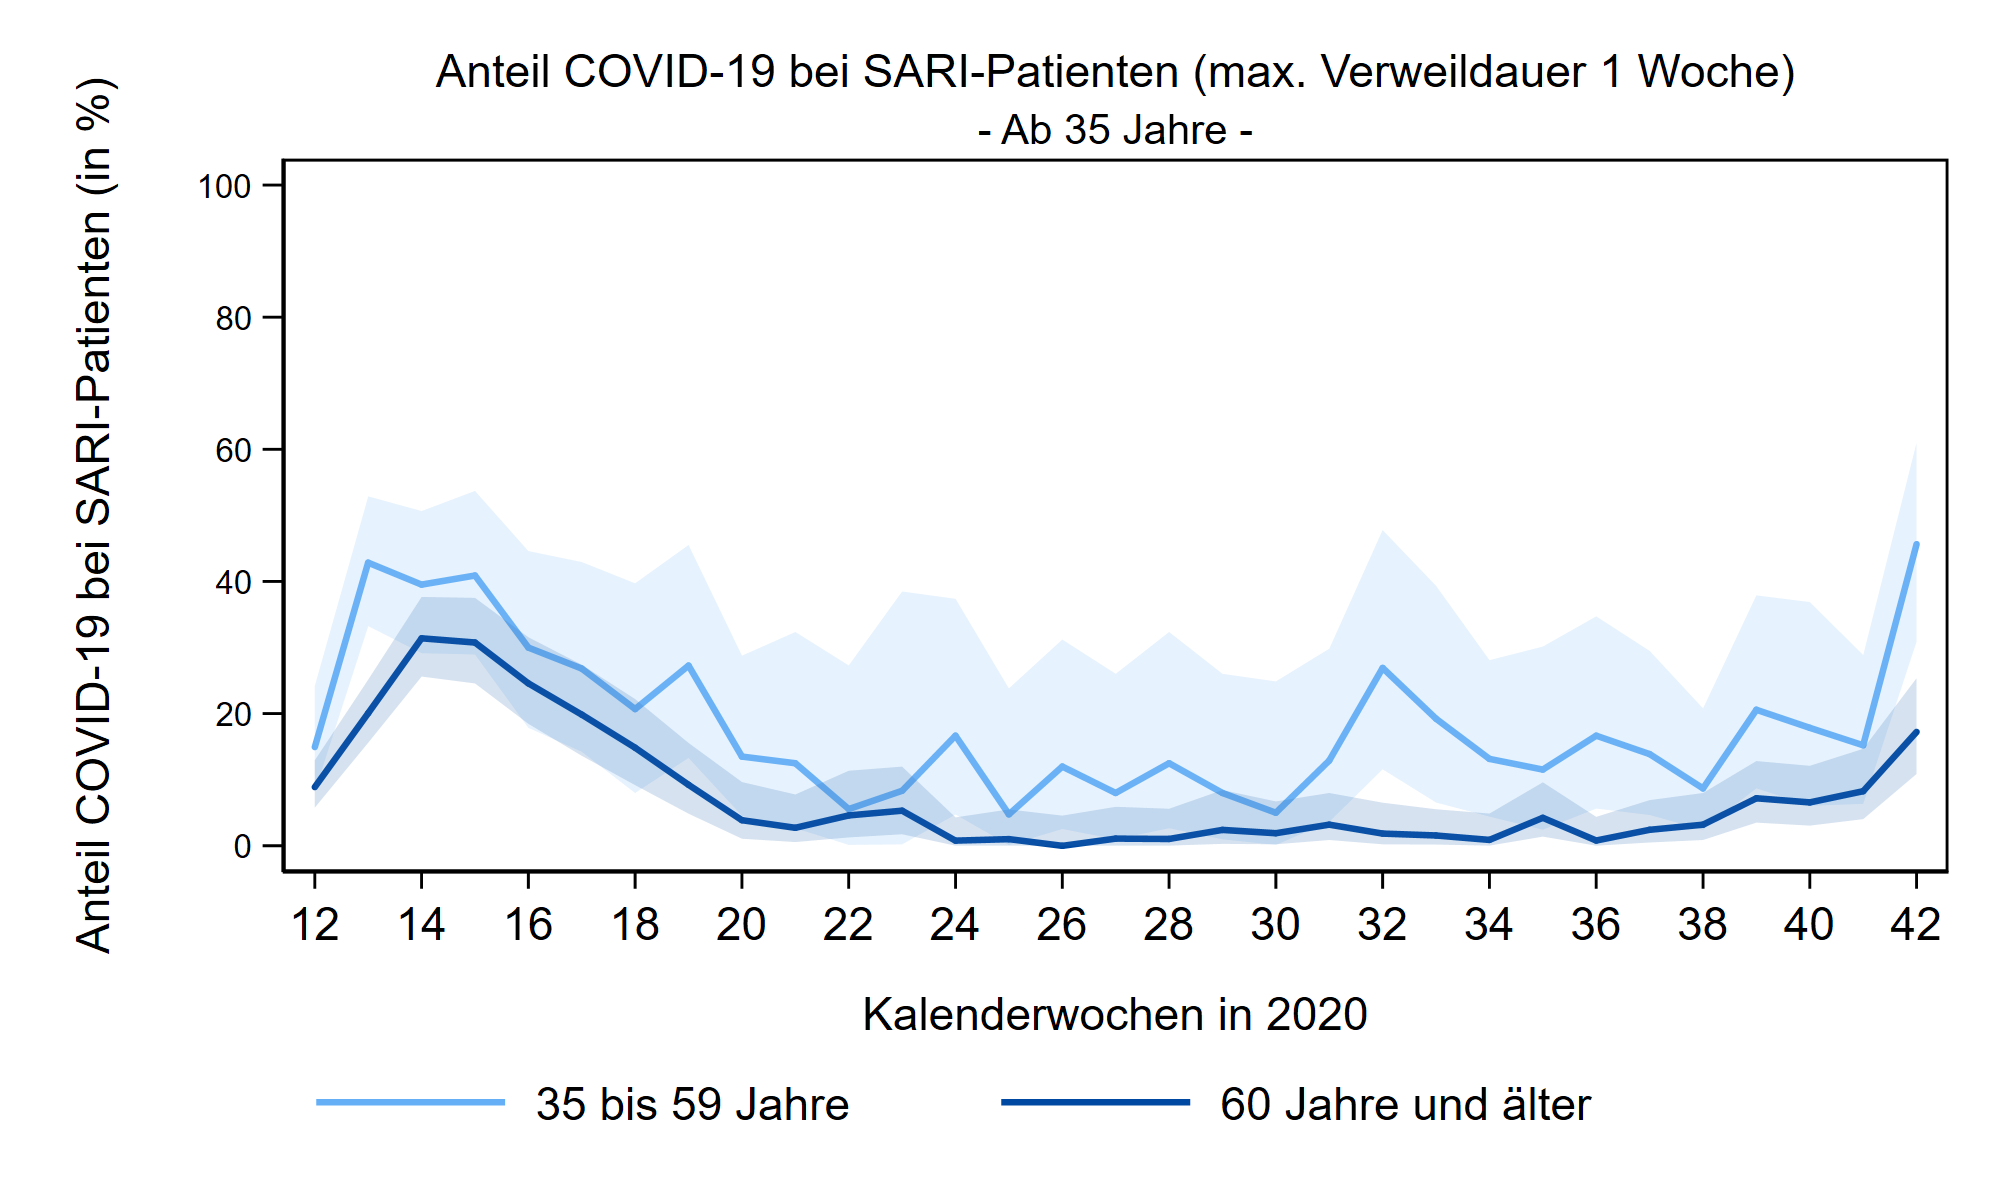 Anteil COVID-19 bei SARI-Patienten (max. Verweildauer 1 Woche)
- Ab 35 Jahre -
Anteil COVID-19 bei SARI-Patienten (in %)
100
80
60
40
20
0
12 14 16 18 20 22 24 26 28 30 32 34 36 38 40 42
Kalenderwochen in 2020
35 bis 59 Jahre 60 Jahre und älter